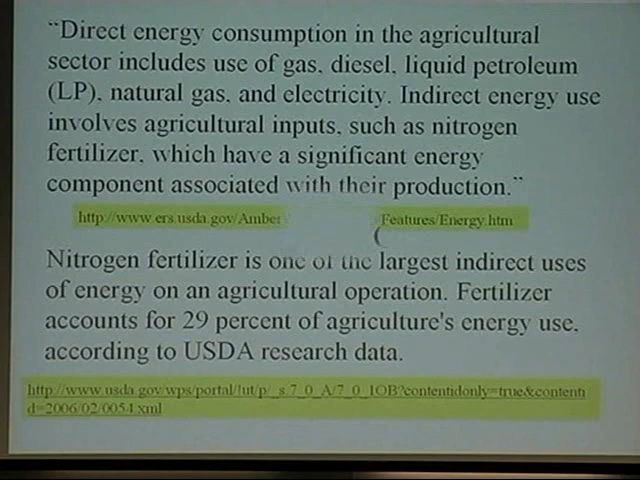 "Direct energy consumption in the agricultural
sector includes use of gas, diesel, liquid petroleum
(LP), natural gas, and electricity. Indirect energy use
involves agricultural inputs, such as nitrogen
fertilizer, which have a significant energy
component associated with their production."
http://www.ers.usda.gov/Amber Features/Energy.htm
Nitrogen fertilizer is one of the largest indirect uses
of energy on an agricultural operation. Fertilizer
accounts for 29 percent of agriculture's energy use,
according to USDA research data.
http://www.usda.gov/wps/portal/!ut/p/_s.7_0_A/7_0_1OB?contentidonly=true&contenti
d=2006/02/0054.xml